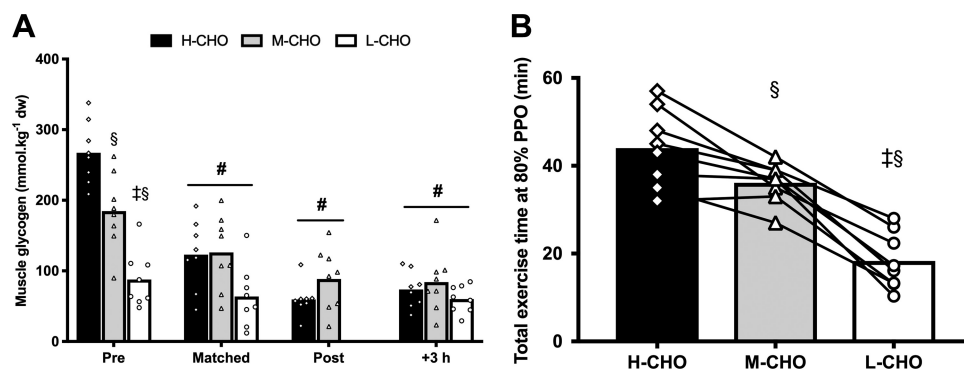 A
H-CHO M-CHO L-CHO
Muscle glycogen (mmol.kg⁻¹ dw)
400
300
200
100
0
§
‡§
#
#
#
Pre Matched Post +3 h
B
Total exercise time at 80% PPO (min)
60
40
20
0
§
‡§
H-CHO M-CHO L-CHO